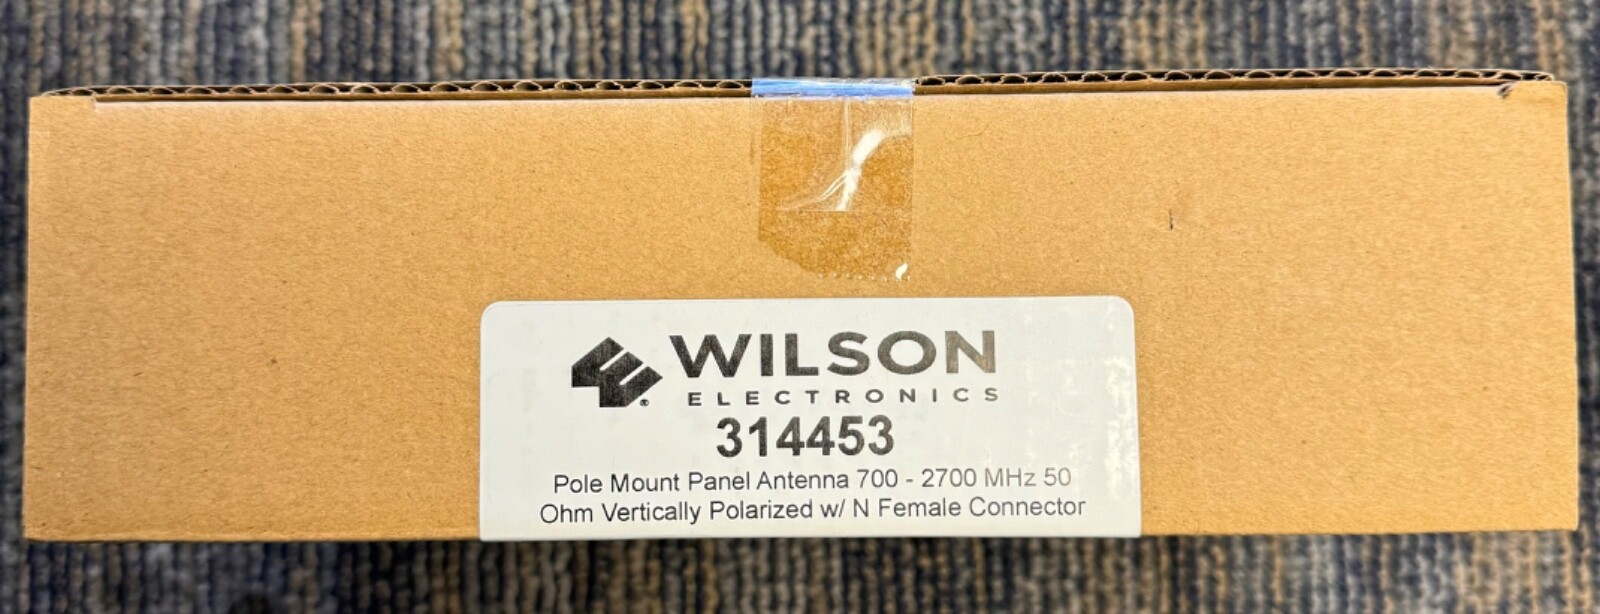 WILSON
ELECTRONICS
314453
Pole Mount Panel Antenna 700 - 2700 MHz 50
Ohm Vertically Polarized w/ N Female Connector